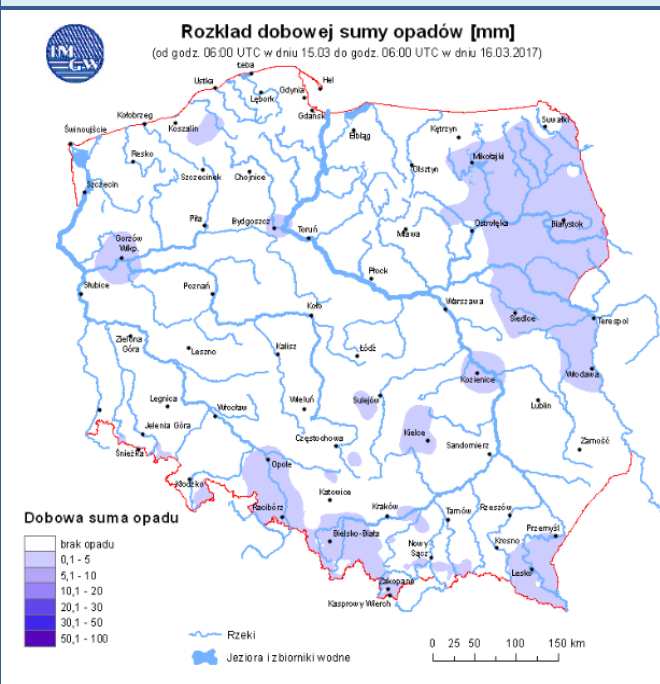 Rozkład dobowej sumy opadów [mm]
(od godz. 06:00 UTC w dniu 15.03 do godz. 06:00 UTC w dniu 16.03.2017)
IM
GW
Łeba
Hel
Ustka
Lębork
Gdynia
Gdańsk
Kołobrzeg
Koszalin
Świnoujście
Elbląg
Kętrzyn
Suwałki
Resko
Szczecinek
Chojnice
Olsztyn
Mikołajki
Szczecin
Piła
Bydgoszcz
Toruń
Mława
Ostrołęka
Białystok
Gorzów
Wlkp.
Płock
Słubice
Poznań
Koło
Warszawa
Siedlce
Terespol
Zielona
Góra
Leszno
Kalisz
Łódź
Kozienice
Włodawa
Legnica
Wrocław
Wieluń
Sulejów
Lublin
Jelenia Góra
Częstochowa
Kielce
Sandomierz
Zamość
Śnieżka
Kłodzko
Opole
Katowice
Racibórz
Kraków
Tarnów
Rzeszów
Przemyśl
Bielsko-Biała
Nowy
Sącz
Krosno
Lesko
Zakopane
Kasprowy Wierch
Dobowa suma opadu
brak opadu
0,1 - 5
5,1 - 10
10,1 - 20
20,1 - 30
30,1 - 50
50,1 - 100
Rzeki
Jeziora i zbiorniki wodne
0 25 50 100 150 km